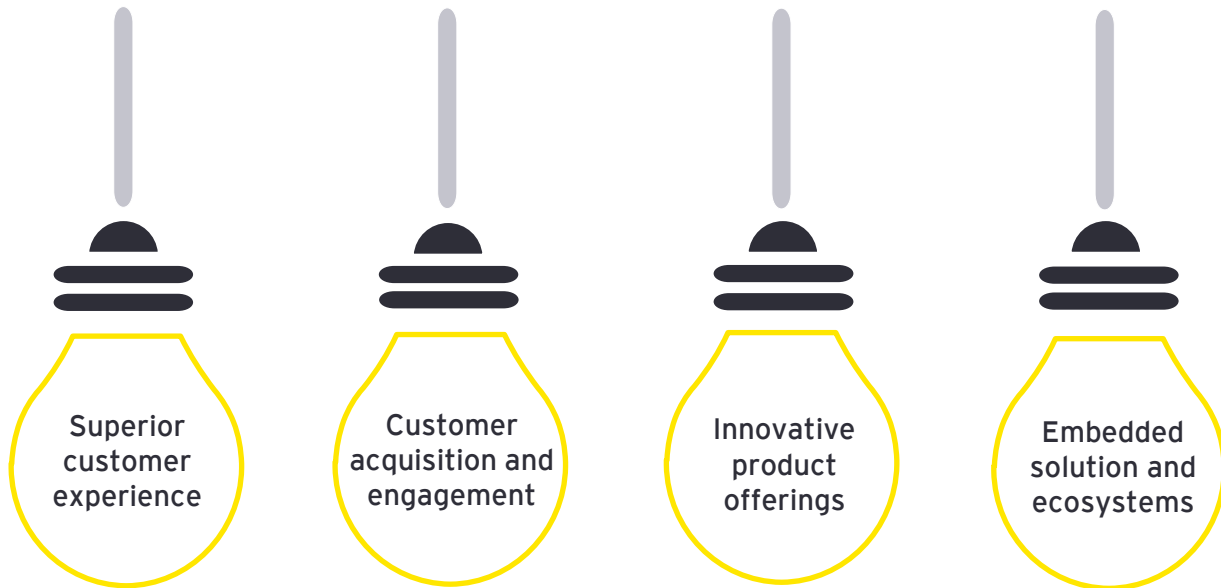 Superior
customer
experience
Customer
acquisition and
engagement
Innovative
product
offerings
Embedded
solution and
ecosystems